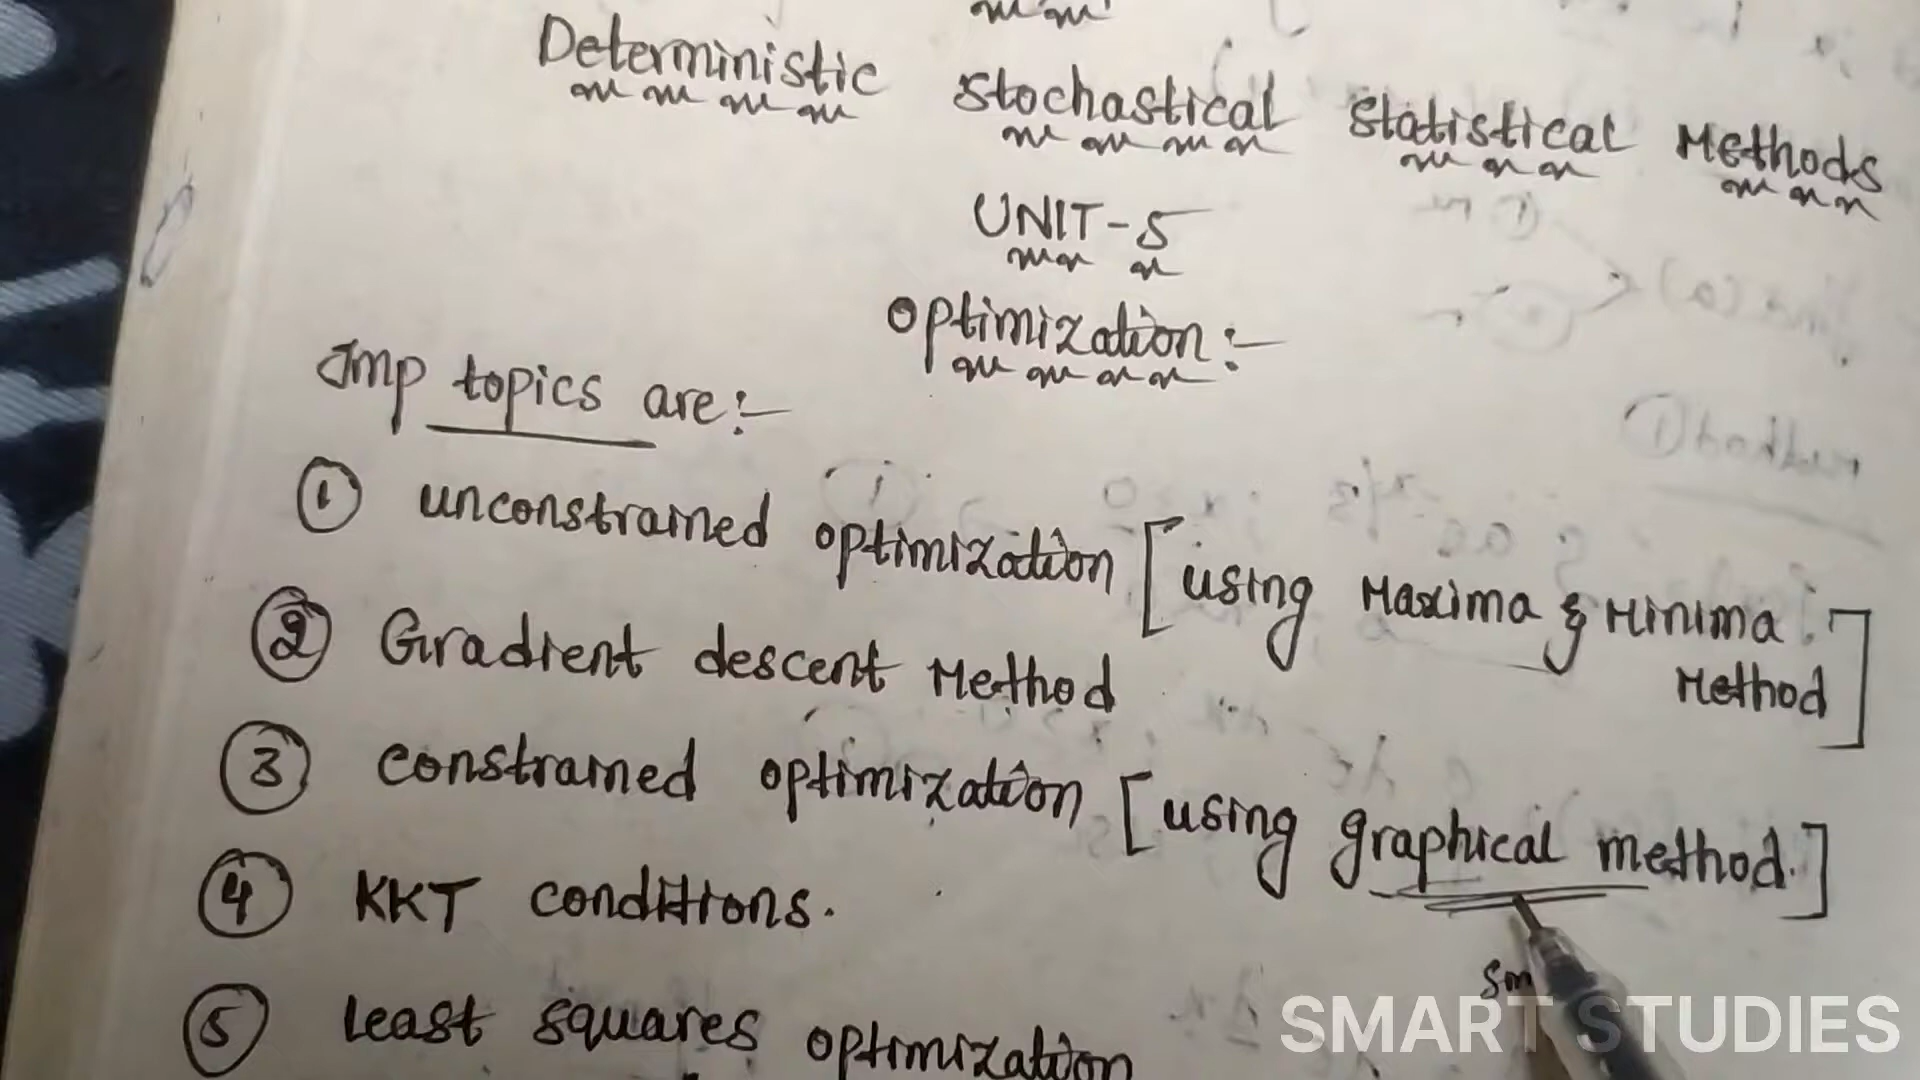 Deterministic Stochastical Statistical Methods
UNIT-5
Optimization:-
Imp topics are:-
① unconstrained optimization [using Maxima & Minima Method]
② Gradient descent Method
③ constrained optimization [using graphical method.]
④ KKT conditions.
⑤ Least squares optimization
Sm
SMART STUDIES